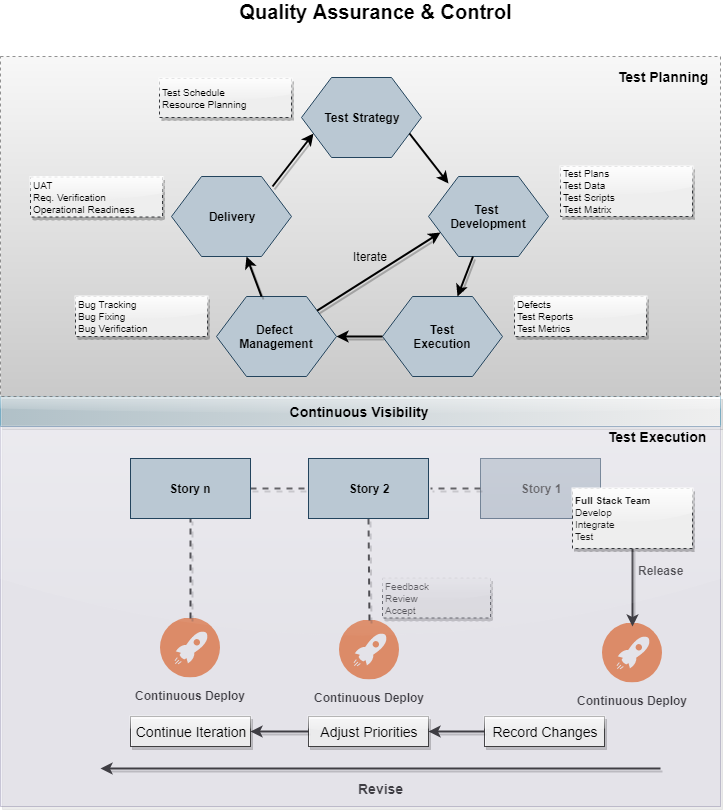 Quality Assurance & Control
Test Planning
Test Schedule
Resource Planning
Test Strategy
Test Plans
Test Data
Test Scripts
Test Matrix
UAT
Req. Verification
Operational Readiness
Delivery
Test
Development
Iterate
Bug Tracking
Bug Fixing
Bug Verification
Defect
Management
Test
Execution
Defects
Test Reports
Test Metrics
Continuous Visibility
Test Execution
Story n
Story 2
Story 1
Full Stack Team
Develop
Integrate
Test
Release
Feedback
Review
Accept
Continuous Deploy
Continuous Deploy
Continuous Deploy
Continue Iteration
Adjust Priorities
Record Changes
Revise